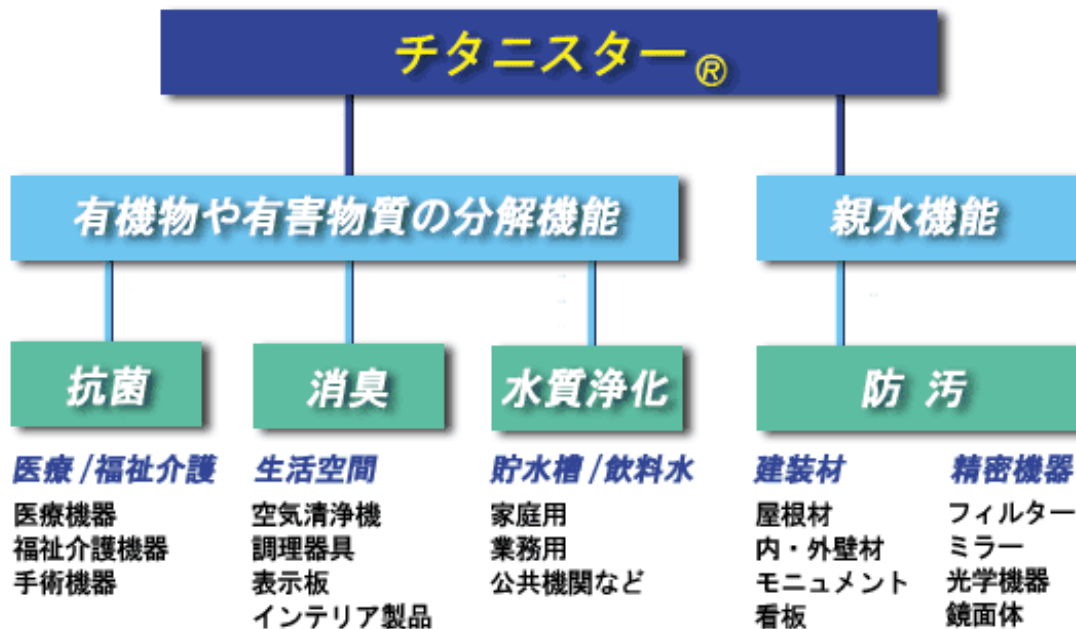 チタニスター®
有機物や有害物質の分解機能
親水機能
抗菌
消臭
水質浄化
防 汚
医療/福祉介護
医療機器
福祉介護機器
手術機器
生活空間
空気清浄機
調理器具
表示板
インテリア製品
貯水槽/飲料水
家庭用
業務用
公共機関など
建装材
屋根材
内・外壁材
モニュメント
看板
精密機器
フィルター
ミラー
光学機器
鏡面体